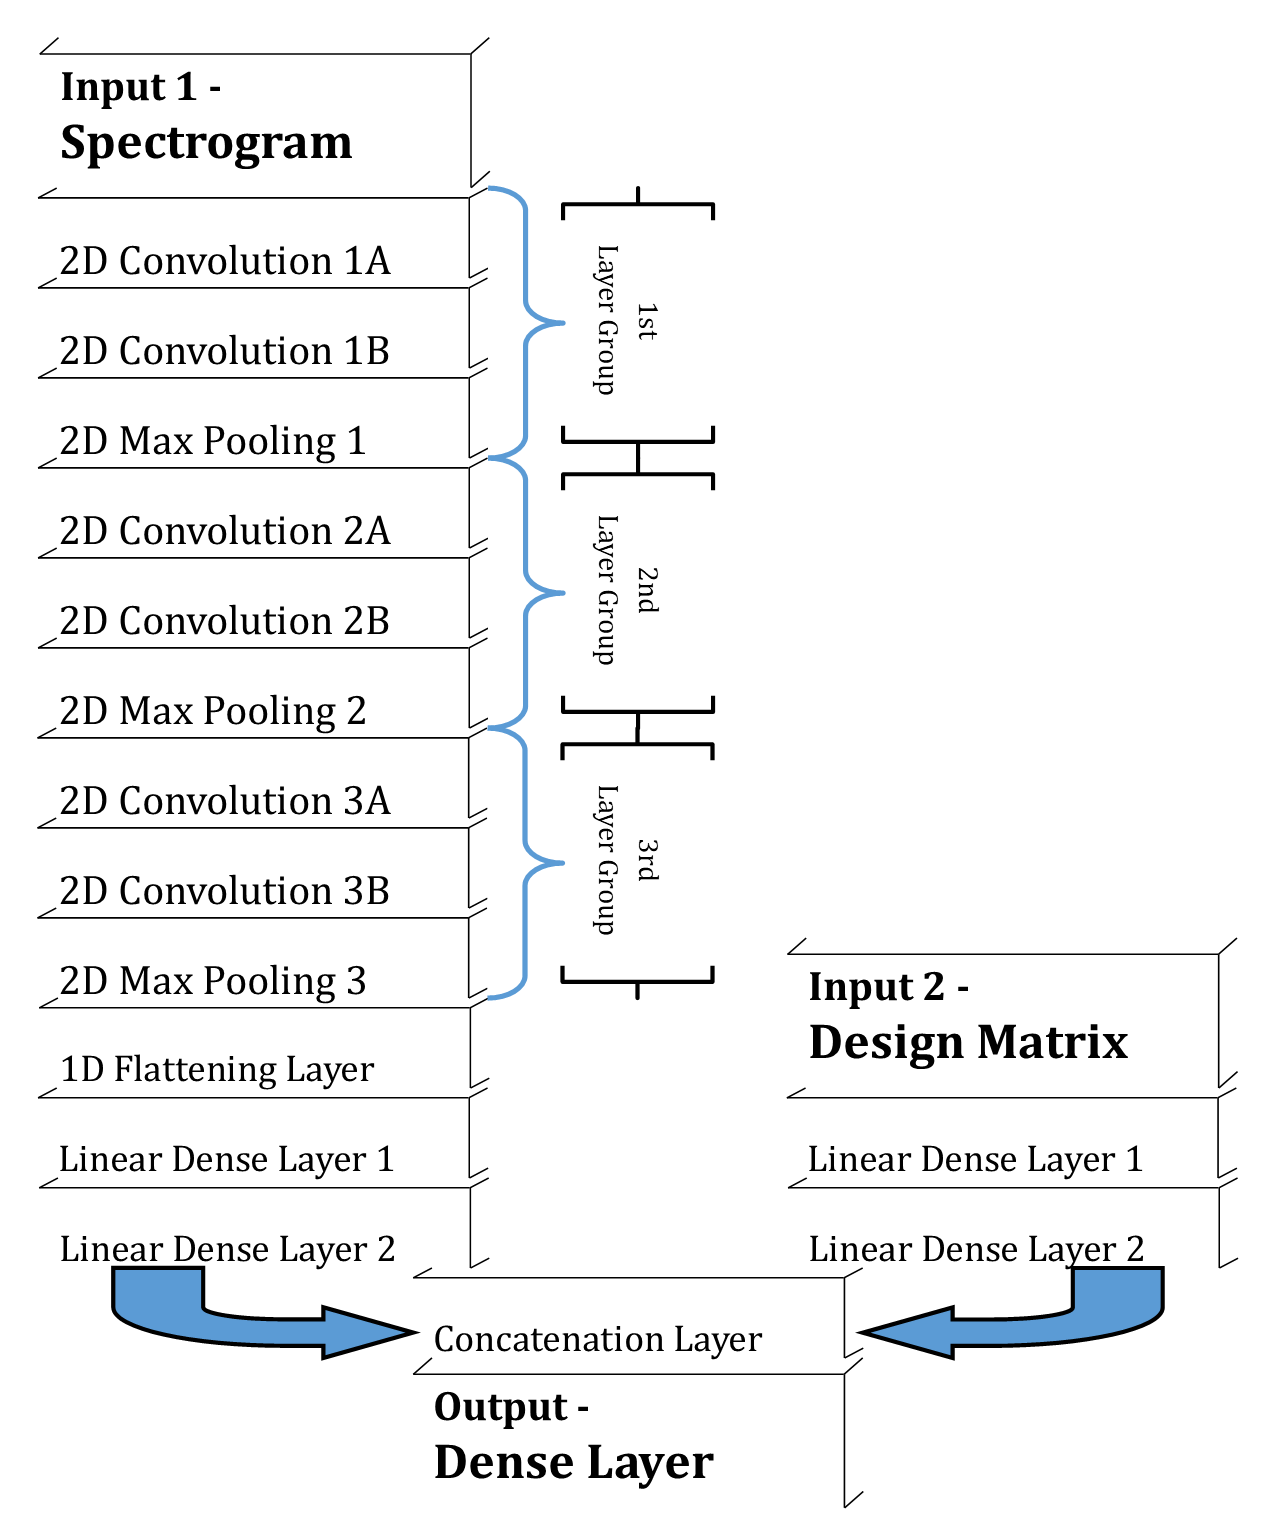 Input 1 -
Spectrogram
2D Convolution 1A
2D Convolution 1B
2D Max Pooling 1
1st
Layer Group
2D Convolution 2A
2D Convolution 2B
2D Max Pooling 2
2nd
Layer Group
2D Convolution 3A
2D Convolution 3B
2D Max Pooling 3
3rd
Layer Group
1D Flattening Layer
Linear Dense Layer 1
Linear Dense Layer 2
Input 2 -
Design Matrix
Linear Dense Layer 1
Linear Dense Layer 2
Concatenation Layer
Output -
Dense Layer